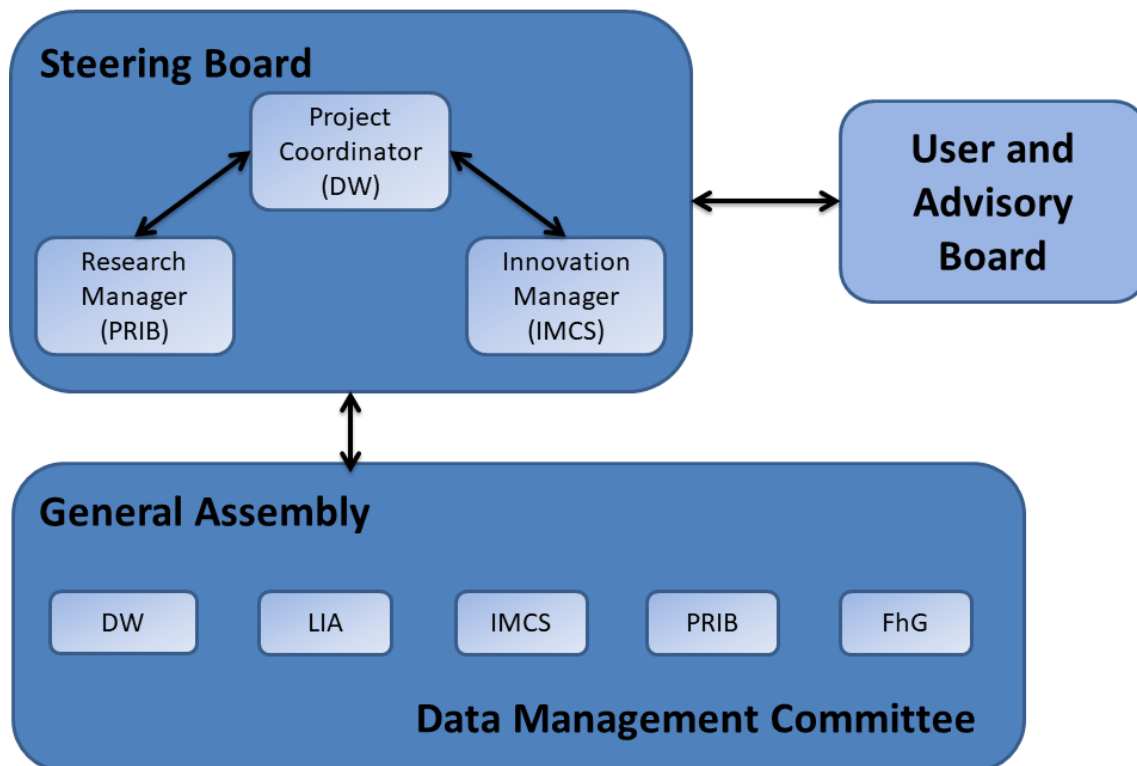 Steering Board
Project
Coordinator
(DW)
Research
Manager
(PRIB)
Innovation
Manager
(IMCS)
User and
Advisory
Board
General Assembly
DW
LIA
IMCS
PRIB
FhG
Data Management Committee